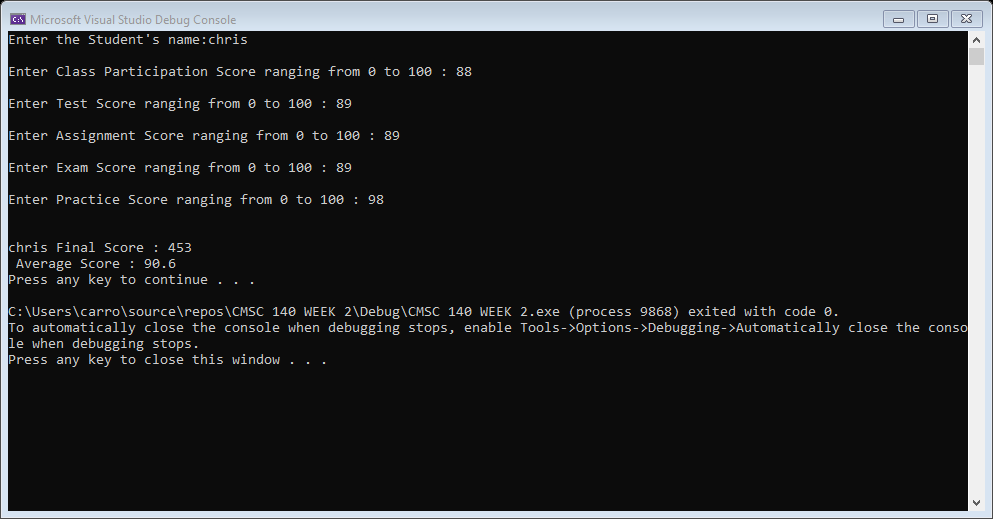 Microsoft Visual Studio Debug Console
Enter the Student's name:chris
Enter Class Participation Score ranging from 0 to 100 : 88
Enter Test Score ranging from 0 to 100 : 89
Enter Assignment Score ranging from 0 to 100 : 89
Enter Exam Score ranging from 0 to 100 : 89
Enter Practice Score ranging from 0 to 100 : 98
chris Final Score : 453
Average Score : 90.6
Press any key to continue . . .
C:\Users\carro\source\repos\CMSC 140 WEEK 2\Debug\CMSC 140 WEEK 2.exe (process 9868) exited with code 0.
To automatically close the console when debugging stops, enable Tools->Options->Debugging->Automatically close the conso
le when debugging stops.
Press any key to close this window . . .